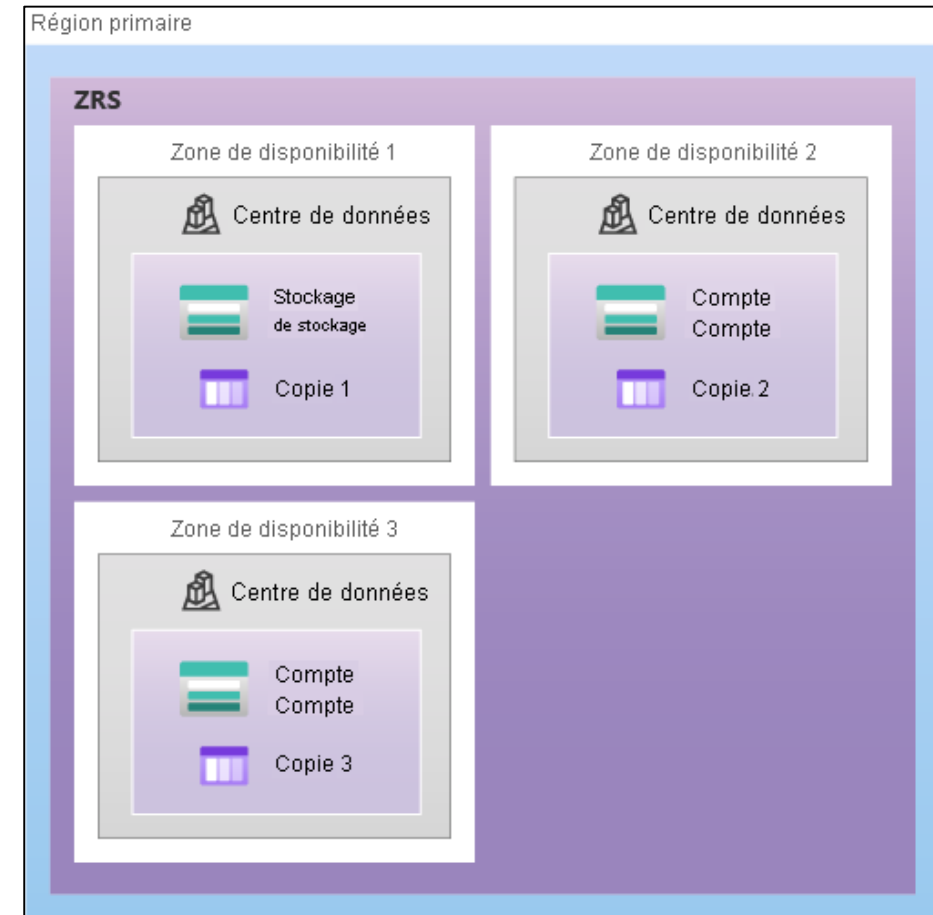 Région primaire
ZRS
Zone de disponibilité 1
Centre de données
Stockage
de stockage
Copie 1
Zone de disponibilité 2
Centre de données
Compte
Compte
Copie. 2
Zone de disponibilité 3
Centre de données
Compte
Compte
Copie 3